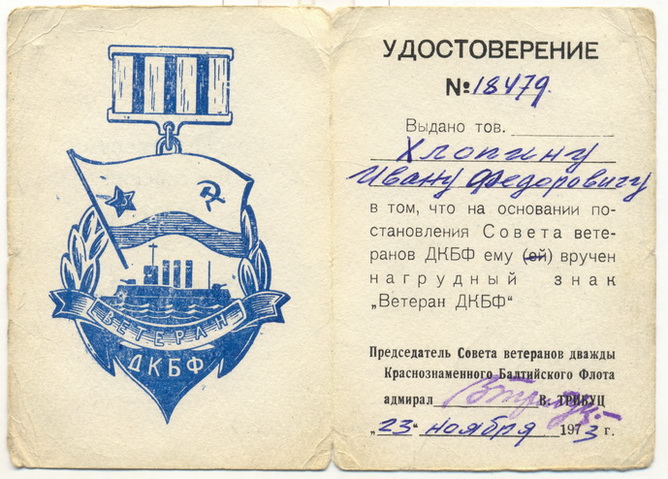 ВЕТЕРАН
ДКБФ
УДОСТОВЕРЕНИЕ
№ 18479
Выдано тов.
Хлопину
Ивану Федоровичу
в том, что на основании по-
становления Совета вете-
ранов ДКБФ ему (ей) вручен
нагрудный знак
„Ветеран ДКБФ“
Председатель Совета ветеранов дважды
Краснознаменного Балтийского Флота
адмирал В. ТРИБУЦ
„23“ ноября 1973 г.